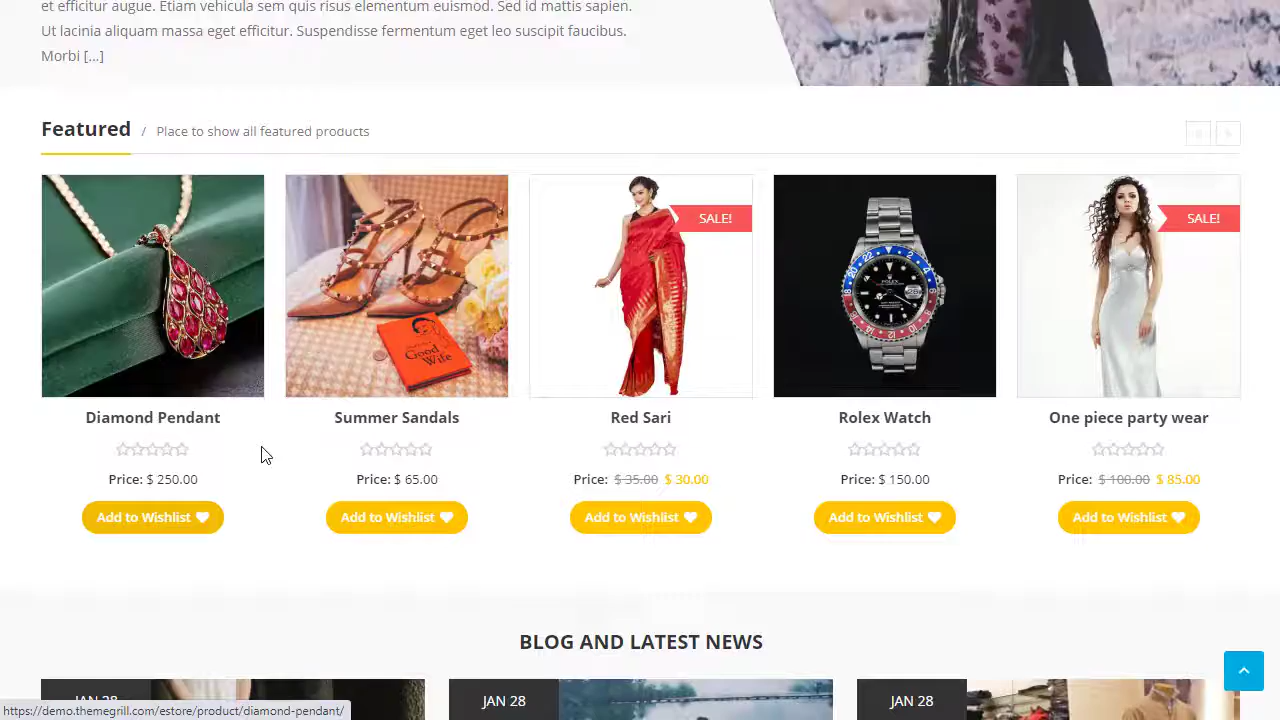 et efficitur augue. Etiam vehicula sem quis risus elementum euismod. Sed id mattis sapien.
Ut lacinia aliquam massa eget efficitur. Suspendisse fermentum eget leo suscipit faucibus.
Morbi […]
Featured / Place to show all featured products
SALE!
SALE!
Good
Wife
ROLEX
Diamond Pendant
Summer Sandals
Red Sari
Rolex Watch
One piece party wear
Price: $ 250.00
Price: $ 65.00
Price: $ 35.00 $ 30.00
Price: $ 150.00
Price: $ 100.00 $ 85.00
Add to Wishlist
Add to Wishlist
Add to Wishlist
Add to Wishlist
Add to Wishlist
BLOG AND LATEST NEWS
JAN 28
JAN 28
JAN 28
https://demo.themegrill.com/estore/product/diamond-pendant/